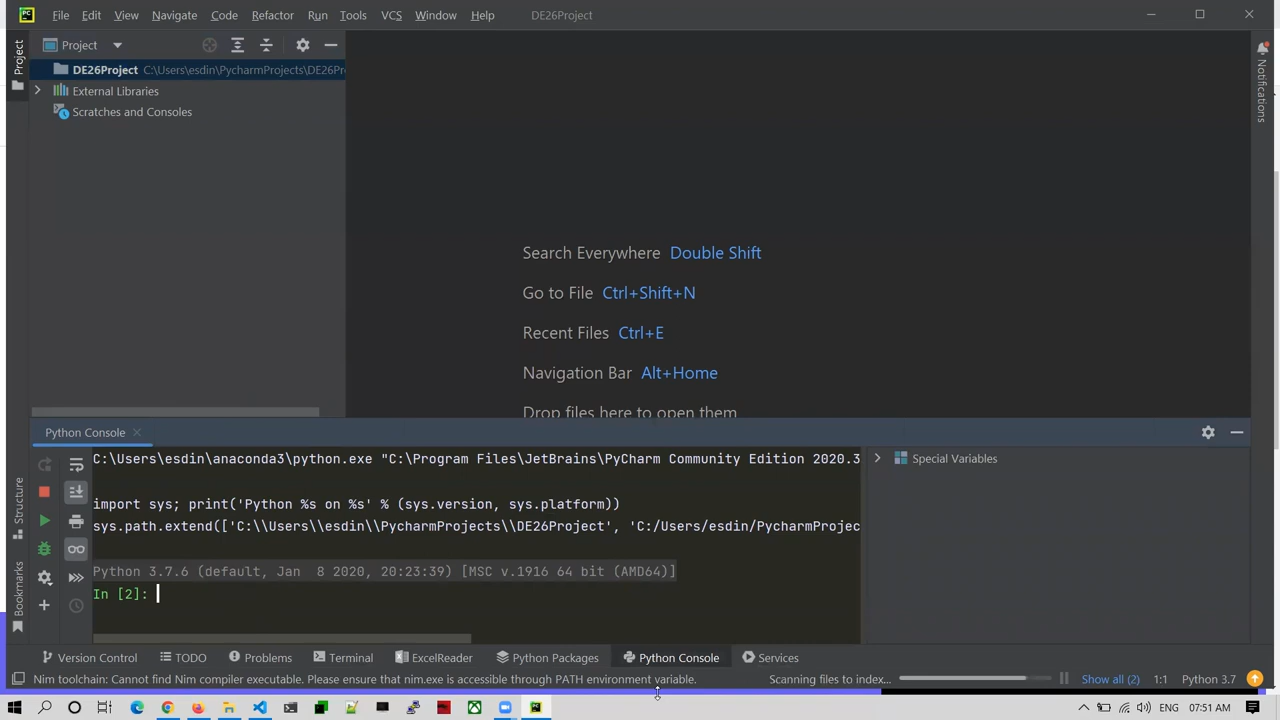 PC File Edit View Navigate Code Refactor Run Tools VCS Window Help DE26Project
Project
DE26Project C:\Users\esdin\PycharmProjects\DE26Pr
External Libraries
Scratches and Consoles
Project
Notifications
Search Everywhere Double Shift
Go to File Ctrl+Shift+N
Recent Files Ctrl+E
Navigation Bar Alt+Home
Drop files here to open them
Python Console
C:\Users\esdin\anaconda3\python.exe "C:\Program Files\JetBrains\PyCharm Community Edition 2020.3
Special Variables
import sys; print('Python %s on %s' % (sys.version, sys.platform))
sys.path.extend(['C:\\Users\\esdin\\PycharmProjects\\DE26Project', 'C:/Users/esdin/PycharmProjec
Python 3.7.6 (default, Jan 8 2020, 20:23:39) [MSC v.1916 64 bit (AMD64)]
In [2]:
Structure
Bookmarks
Version Control TODO Problems Terminal ExcelReader Python Packages Python Console Services
Nim toolchain: Cannot find Nim compiler executable. Please ensure that nim.exe is accessible through PATH environment variable. Scanning files to index... Show all (2) 1:1 Python 3.7
07:51 AM